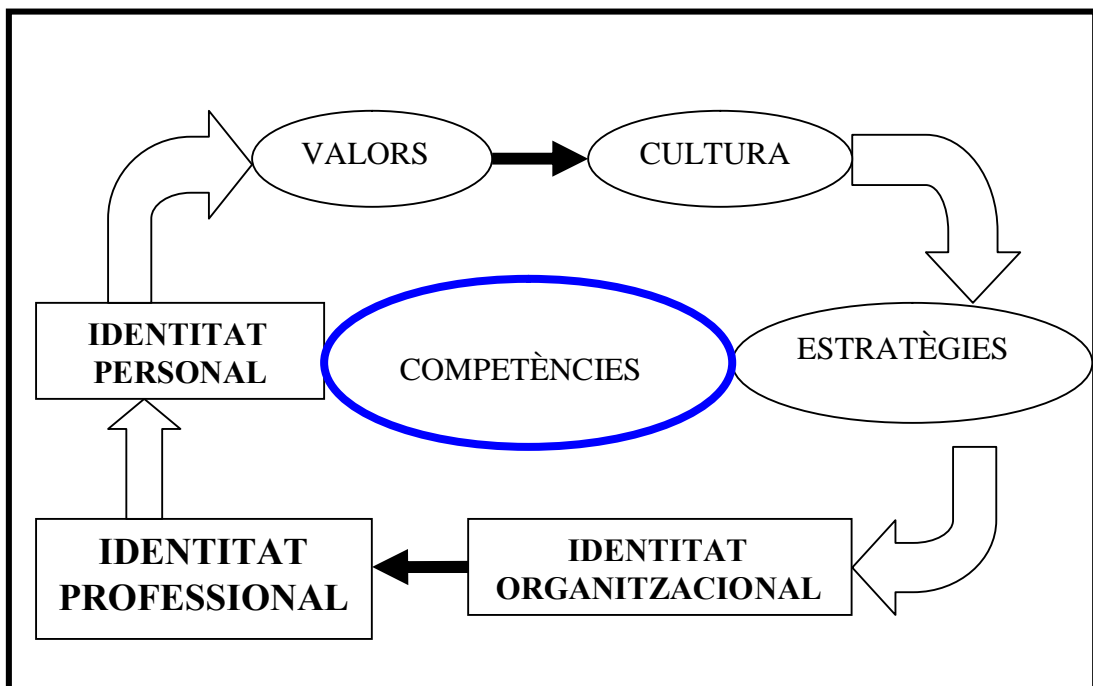 VALORS
CULTURA
IDENTITAT
PERSONAL
COMPETÈNCIES
ESTRATÈGIES
IDENTITAT
PROFESSIONAL
IDENTITAT
ORGANITZACIONAL